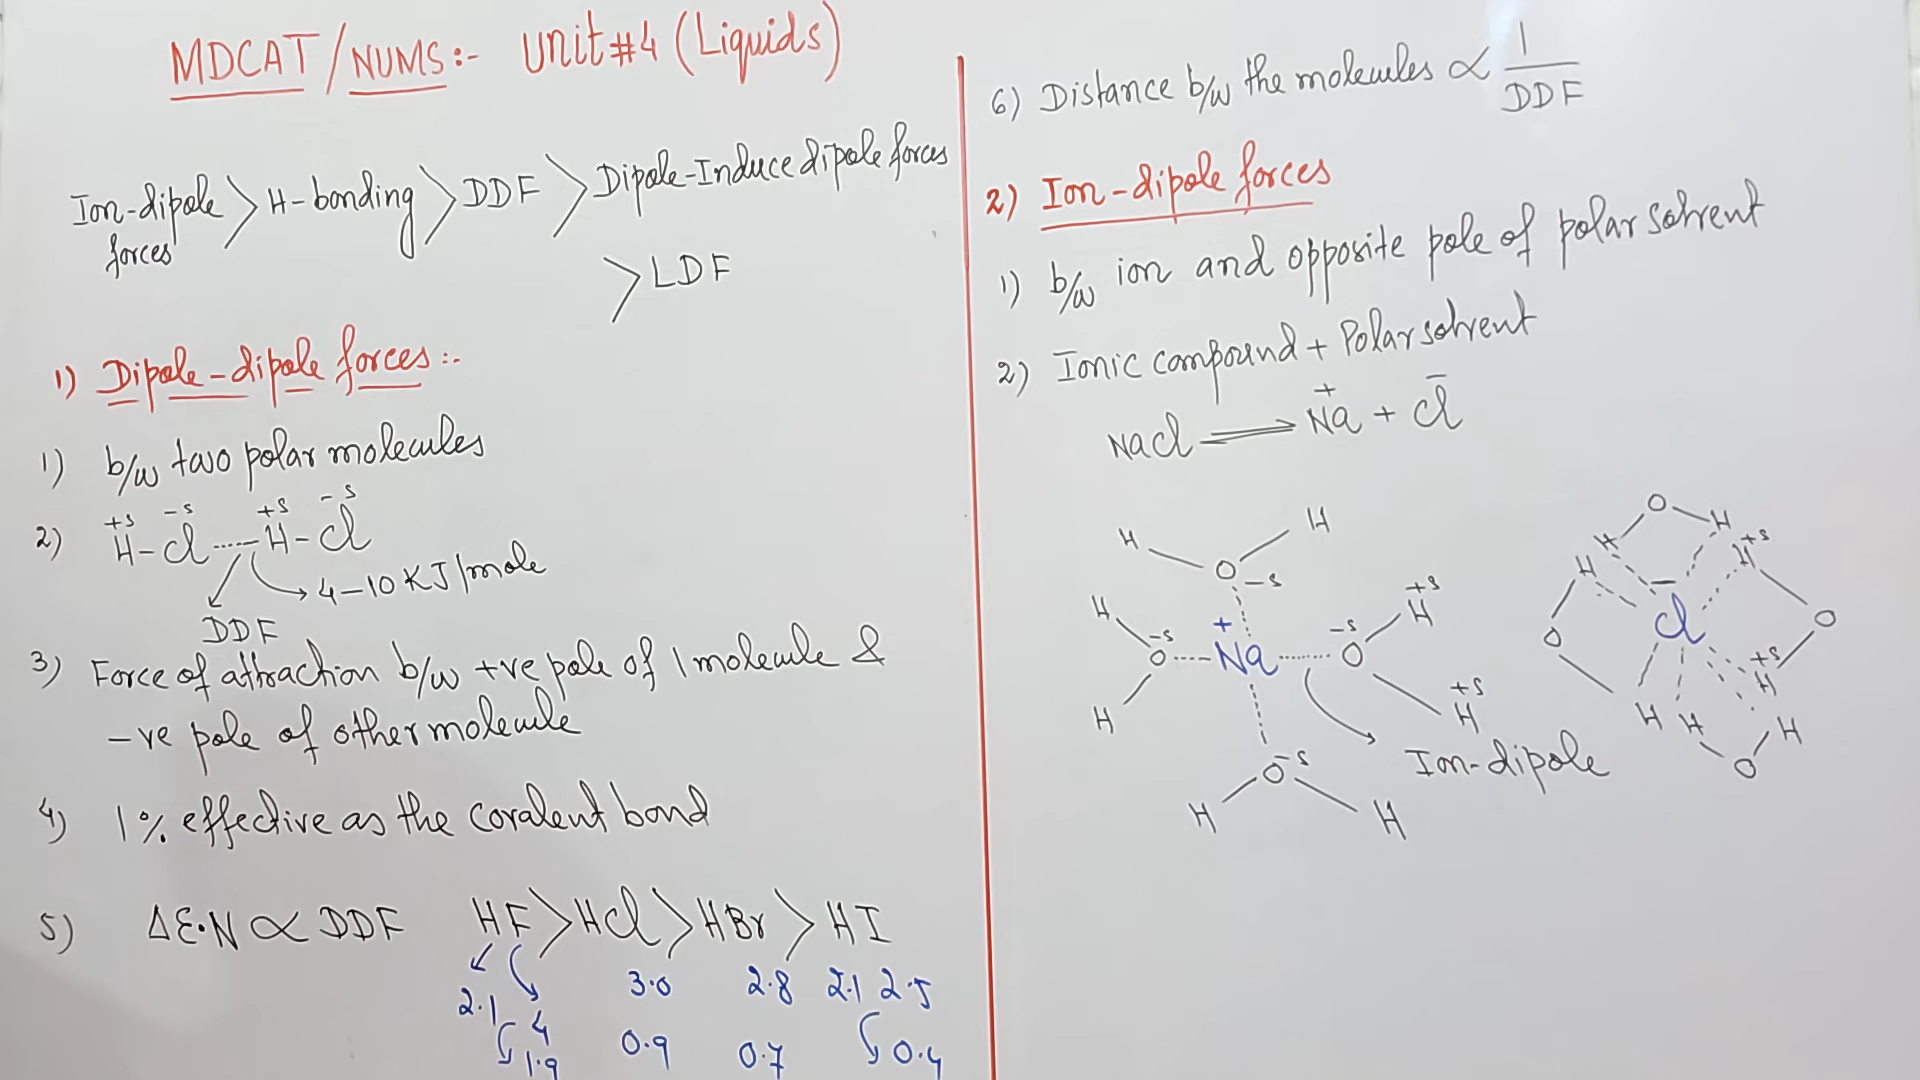 MDCAT/NUMS:- Unit#4 (Liquids)
Ion-dipole forces > H-bonding > DDF > Dipole-Induce dipole forces
> LDF
1) Dipole-dipole forces:-
1) b/w two polar molecules
2) +δ -δ +δ -δ
H-Cl ...... H-Cl
4-10 KJ/mole
DDF
3) Force of attraction b/w +ve pole of 1 molecule &
-ve pole of other molecule
4) 1% effective as the covalent bond
5) ΔE.N ∝ DDF HF > HCl > HBr > HI
2.1 4 3.0 2.8 2.1 2.5
1.9 0.9 0.7 0.4
6) Distance b/w the molecules ∝ 1/DDF
2) Ion-dipole forces
1) b/w ion and opposite pole of polar solvent
2) Ionic compound + Polar solvent
NaCl ⇌ Na⁺ + Cl⁻
H O -δ H
H -δ O H
+ Na
-δ O +δ H +δ H
O -δ H H
Ion-dipole
O H H
H O H
- Cl
+δ H O +δ H
H O H